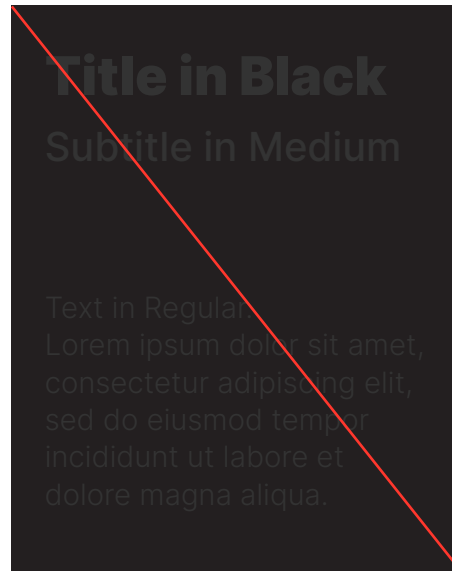 Title in Black
Subtitle in Medium
Text in Regular.
Lorem ipsum dolor sit amet,
consectetur adipiscing elit,
sed do eiusmod tempor
incididunt ut labore et
dolore magna aliqua.